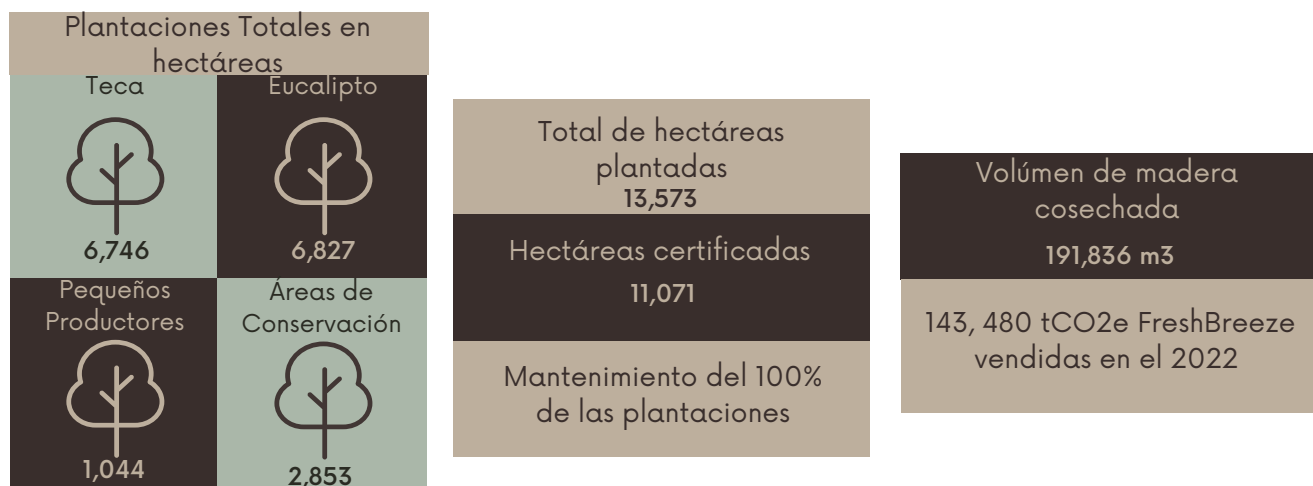 Plantaciones Totales en
hectáreas
Teca
6,746
Eucalipto
6,827
Pequeños
Productores
1,044
Áreas de
Conservación
2,853
Total de hectáreas
plantadas
13,573
Hectáreas certificadas
11,071
Mantenimiento del 100%
de las plantaciones
Volúmen de madera
cosechada
191,836 m3
143, 480 tCO2e FreshBreeze
vendidas en el 2022